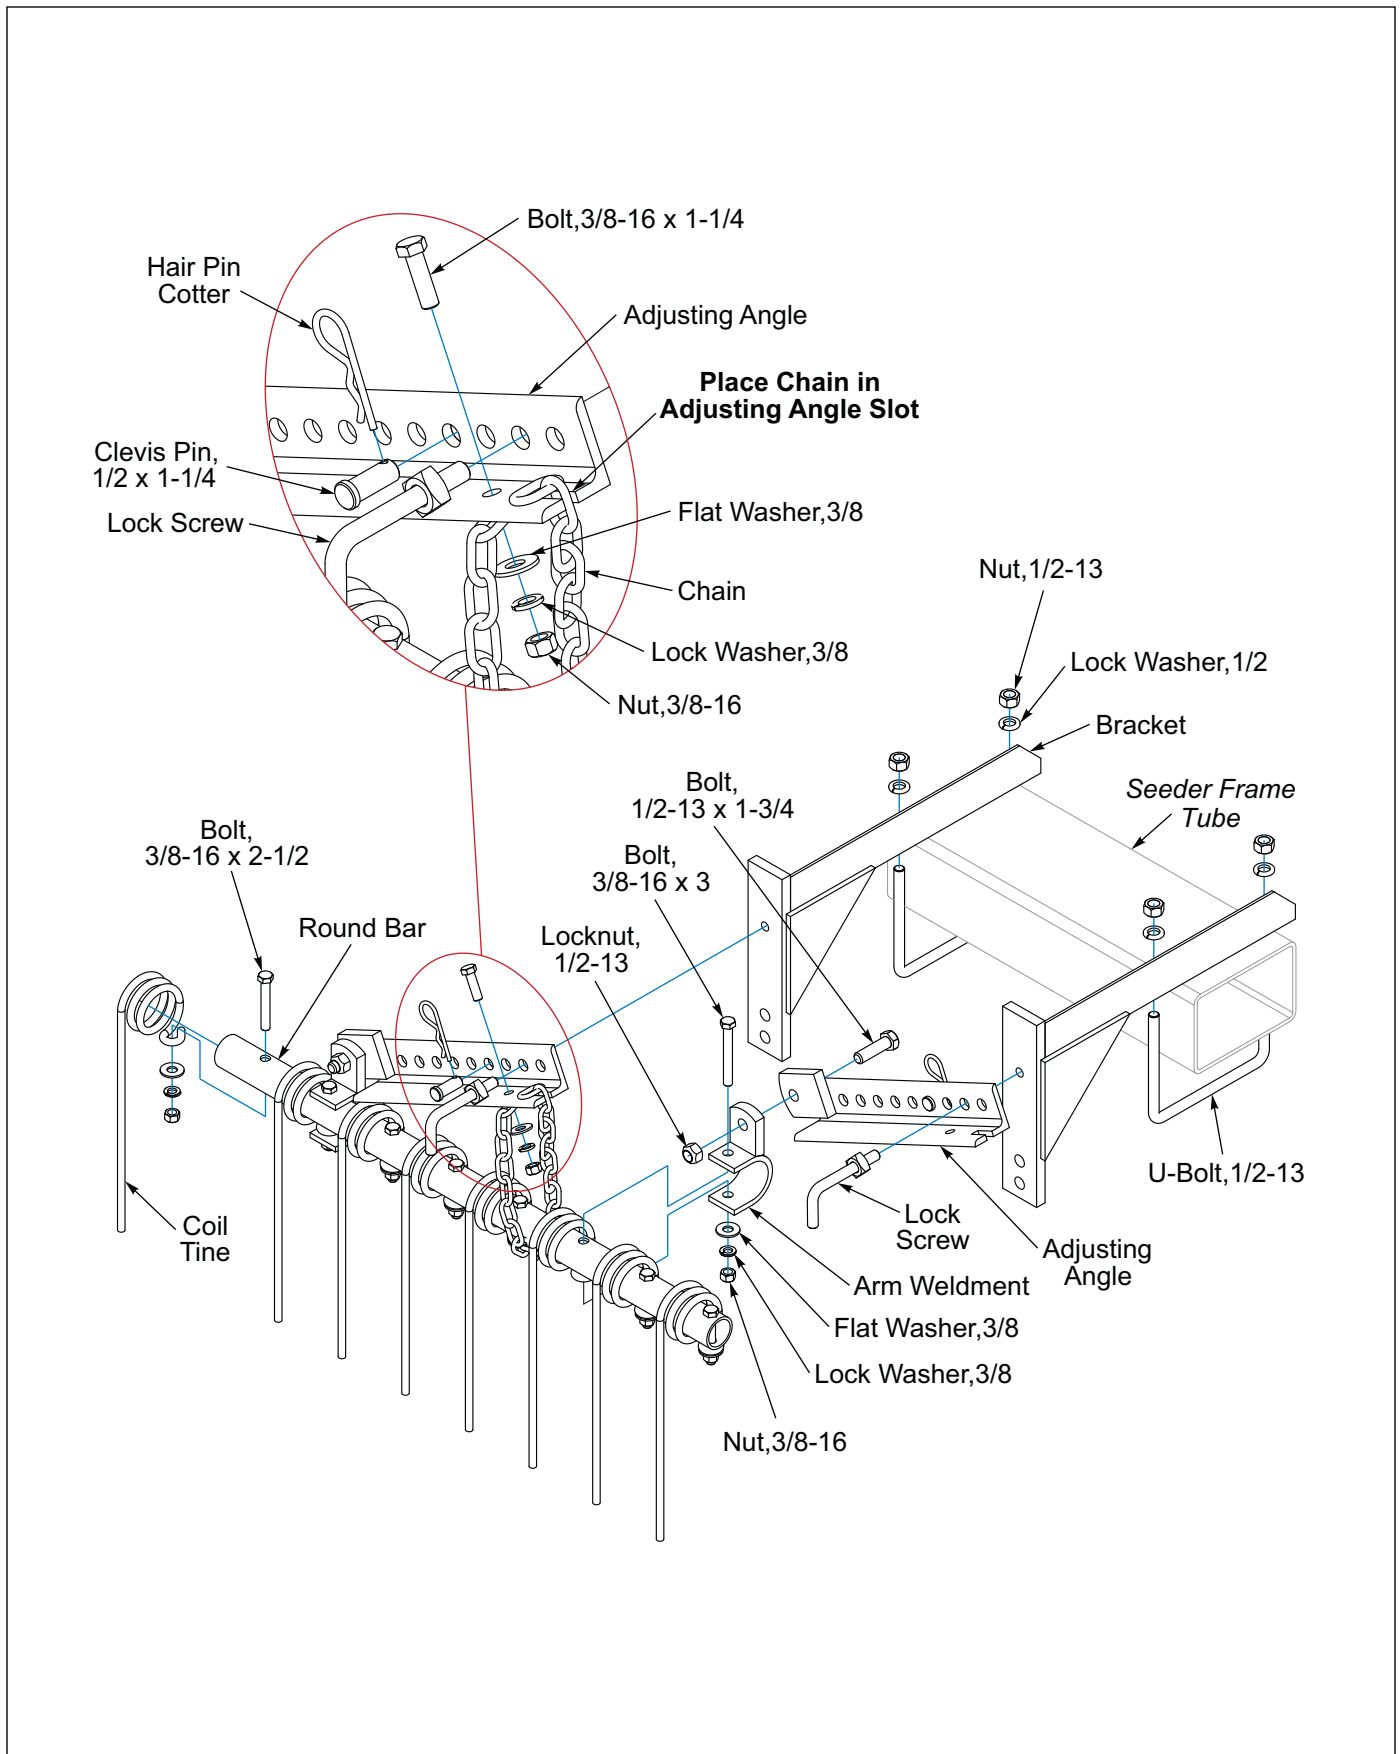 Bolt,3/8-16 x 1-1/4
Hair Pin
Cotter
Adjusting Angle
Place Chain in
Adjusting Angle Slot
Clevis Pin,
1/2 x 1-1/4
Lock Screw
Flat Washer,3/8
Chain
Lock Washer,3/8
Nut,3/8-16
Nut,1/2-13
Lock Washer,1/2
Bracket
Seeder Frame
Tube
Bolt,
1/2-13 x 1-3/4
Bolt,
3/8-16 x 3
Bolt,
3/8-16 x 2-1/2
Round Bar
Locknut,
1/2-13
Coil
Tine
U-Bolt,1/2-13
Lock
Screw
Adjusting
Angle
Arm Weldment
Flat Washer,3/8
Lock Washer,3/8
Nut,3/8-16